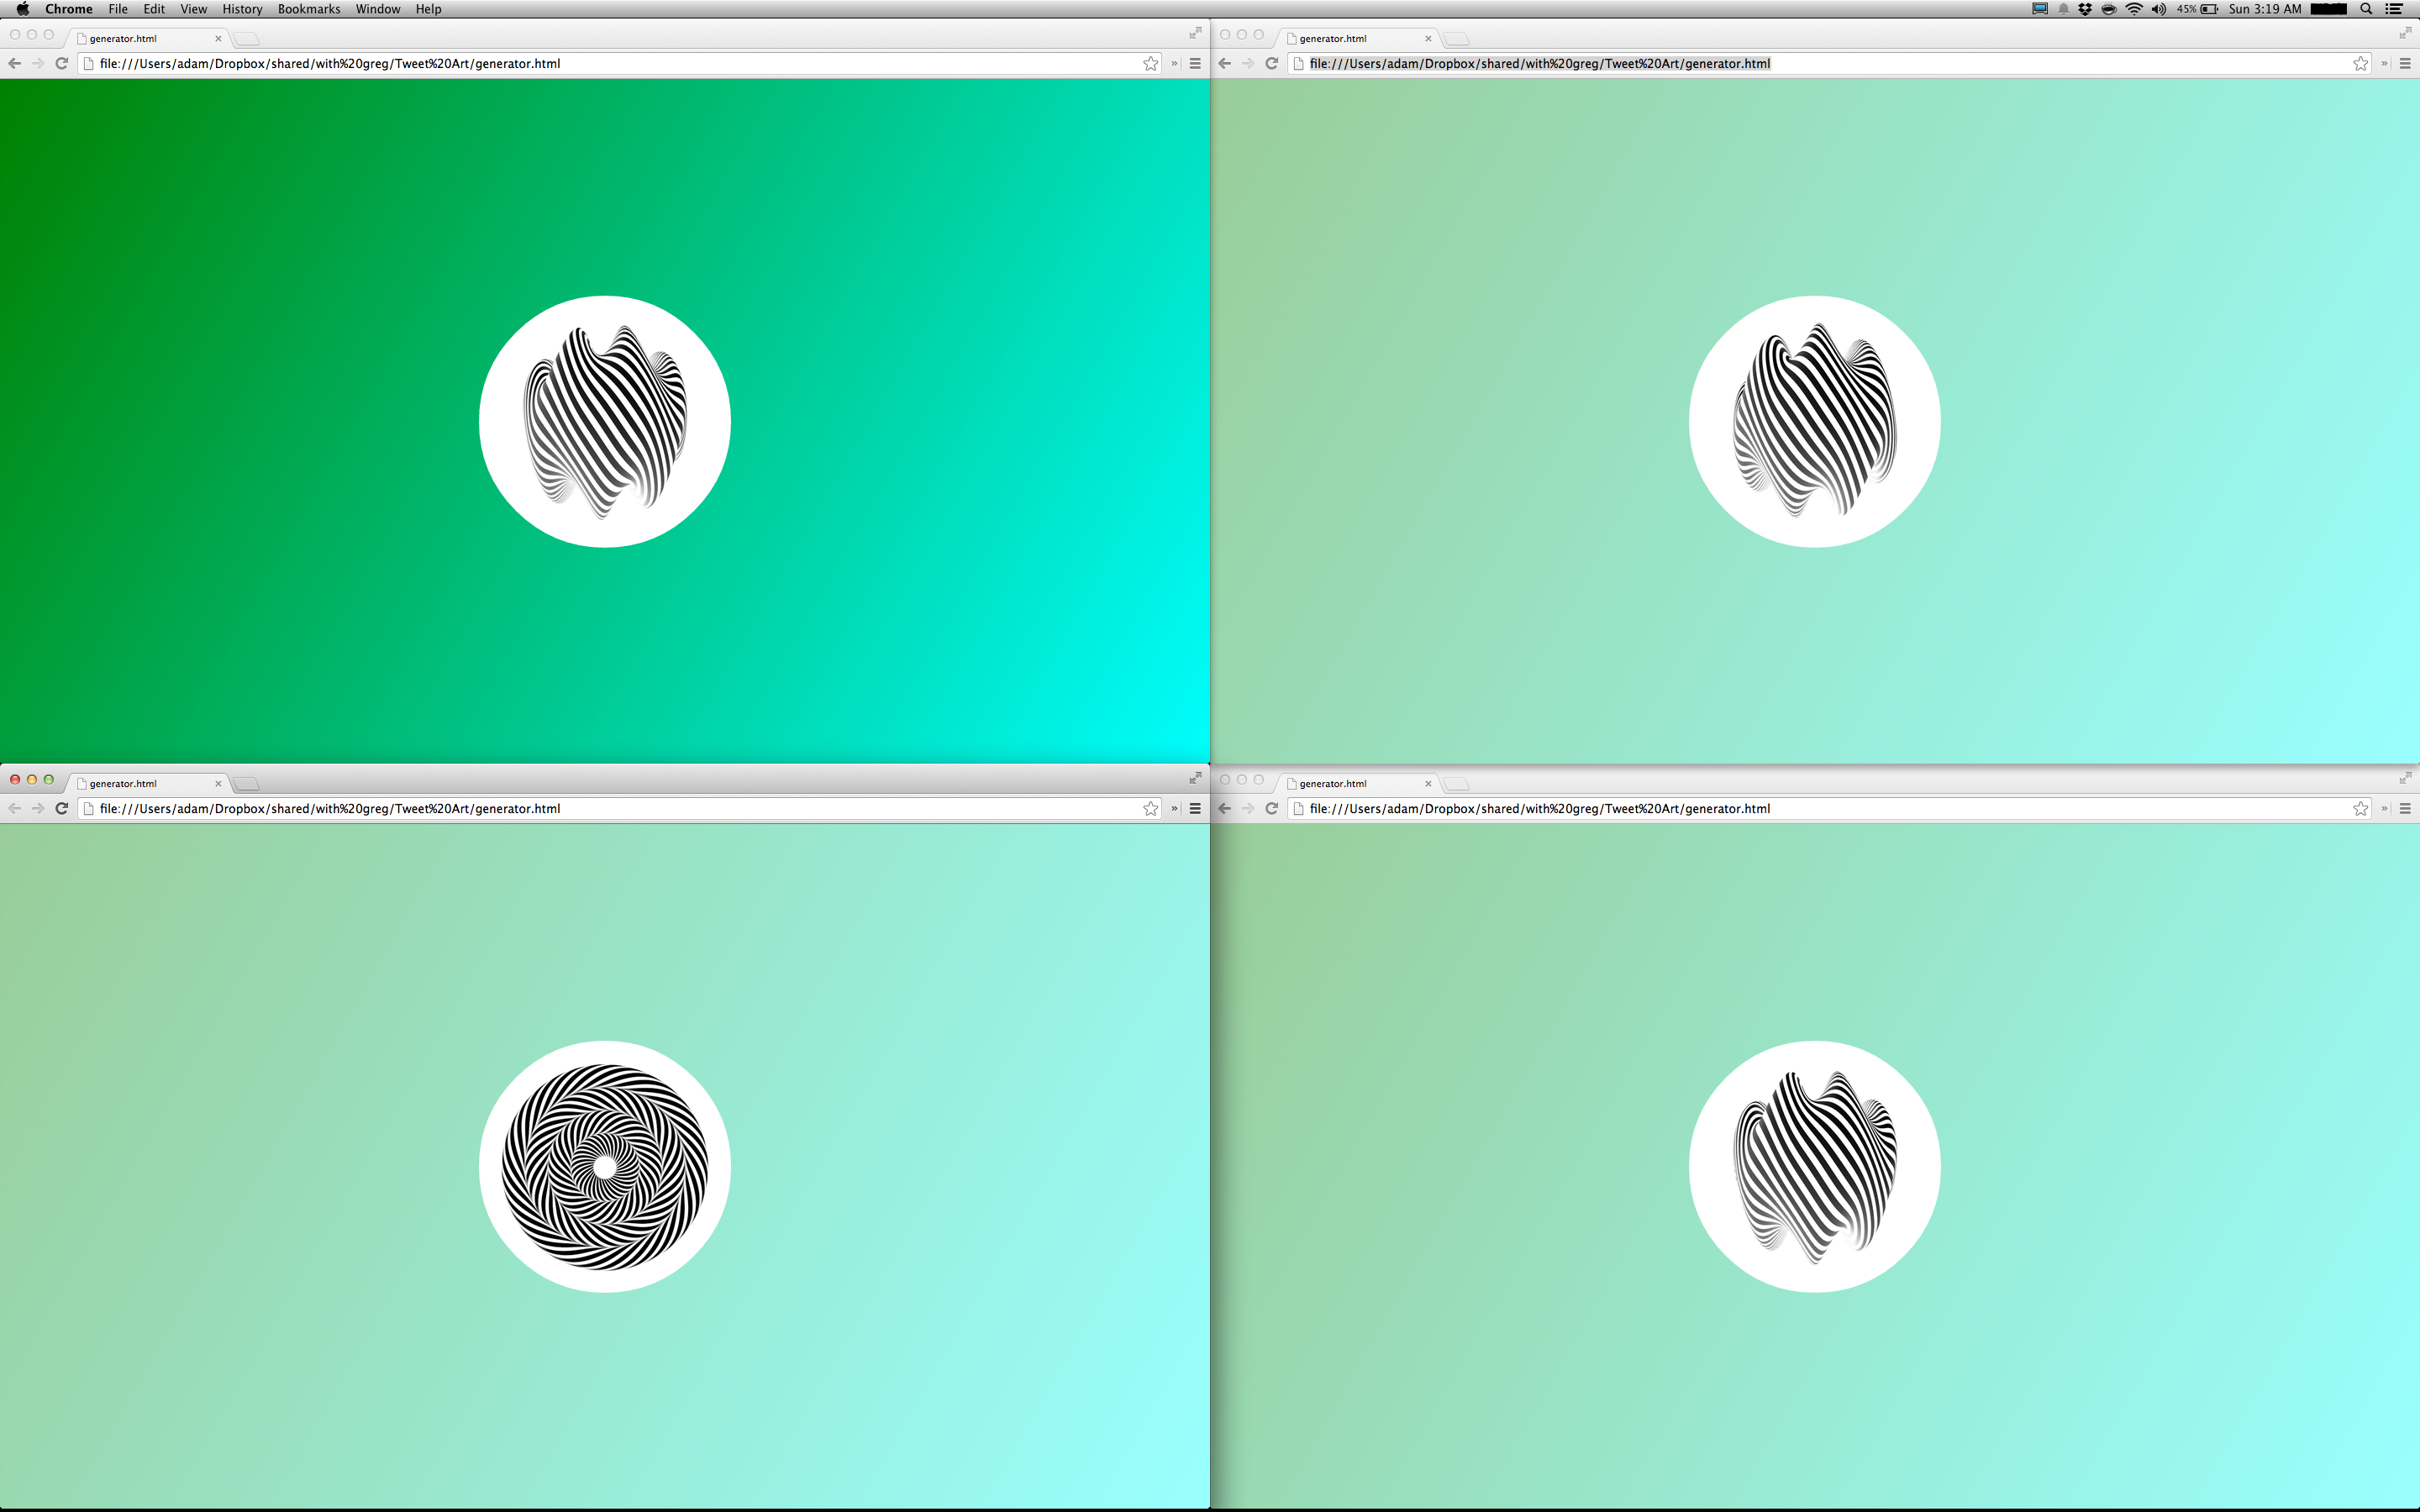 Chrome File Edit View History Bookmarks Window Help 45% Sun 3:19 AM
generator.html
file:///Users/adam/Dropbox/shared/with%20greg/Tweet%20Art/generator.html
generator.html
file:///Users/adam/Dropbox/shared/with%20greg/Tweet%20Art/generator.html
generator.html
file:///Users/adam/Dropbox/shared/with%20greg/Tweet%20Art/generator.html
generator.html
file:///Users/adam/Dropbox/shared/with%20greg/Tweet%20Art/generator.html